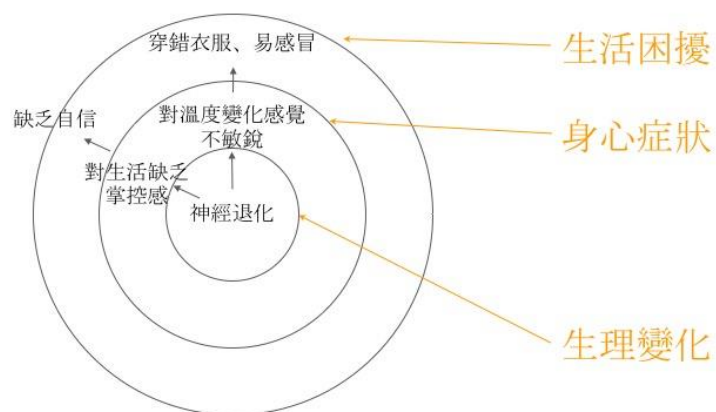 穿錯衣服、易感冒
生活困擾
缺乏自信
對溫度變化感覺
不敏銳
身心症狀
對生活缺乏
掌控感
神經退化
生理變化